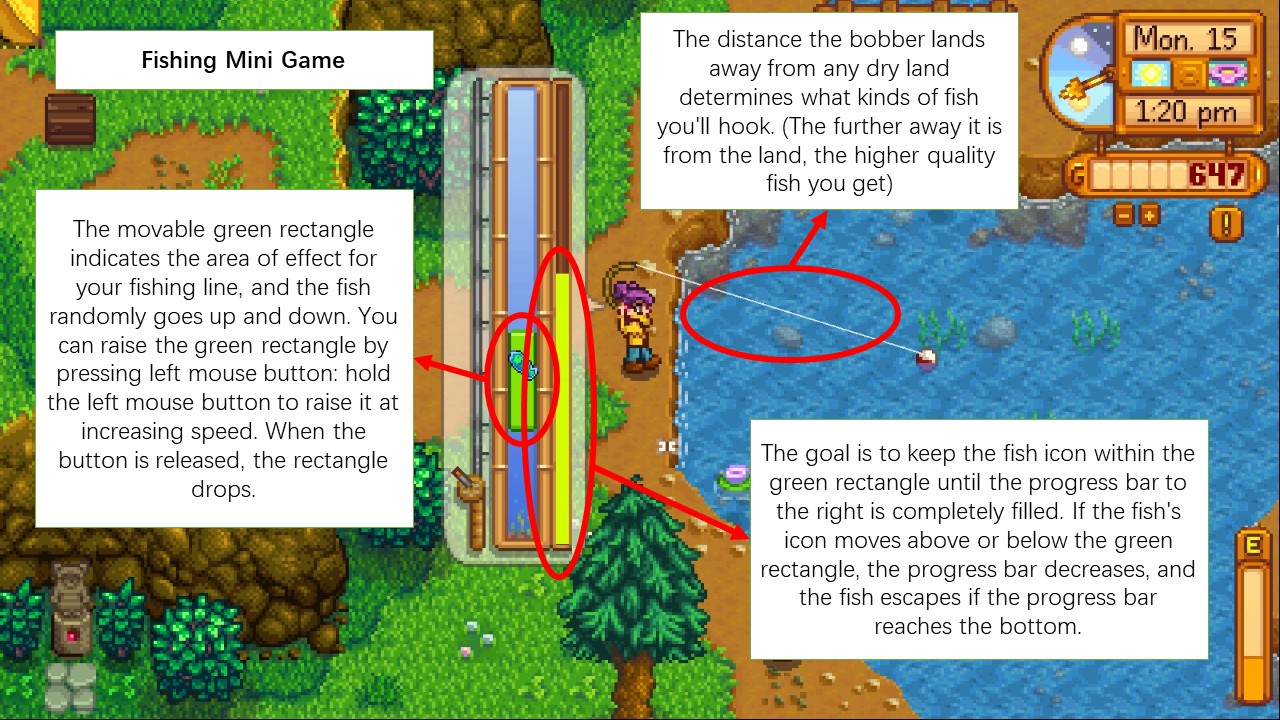 Fishing Mini Game
The distance the bobber lands
away from any dry land
determines what kinds of fish
you'll hook. (The further away it is
from the land, the higher quality
fish you get)
Mon. 15
1:20 pm
G 647
The movable green rectangle
indicates the area of effect for
your fishing line, and the fish
randomly goes up and down. You
can raise the green rectangle by
pressing left mouse button: hold
the left mouse button to raise it at
increasing speed. When the
button is released, the rectangle
drops.
The goal is to keep the fish icon within the
green rectangle until the progress bar to
the right is completely filled. If the fish's
icon moves above or below the green
rectangle, the progress bar decreases, and
the fish escapes if the progress bar
reaches the bottom.
E